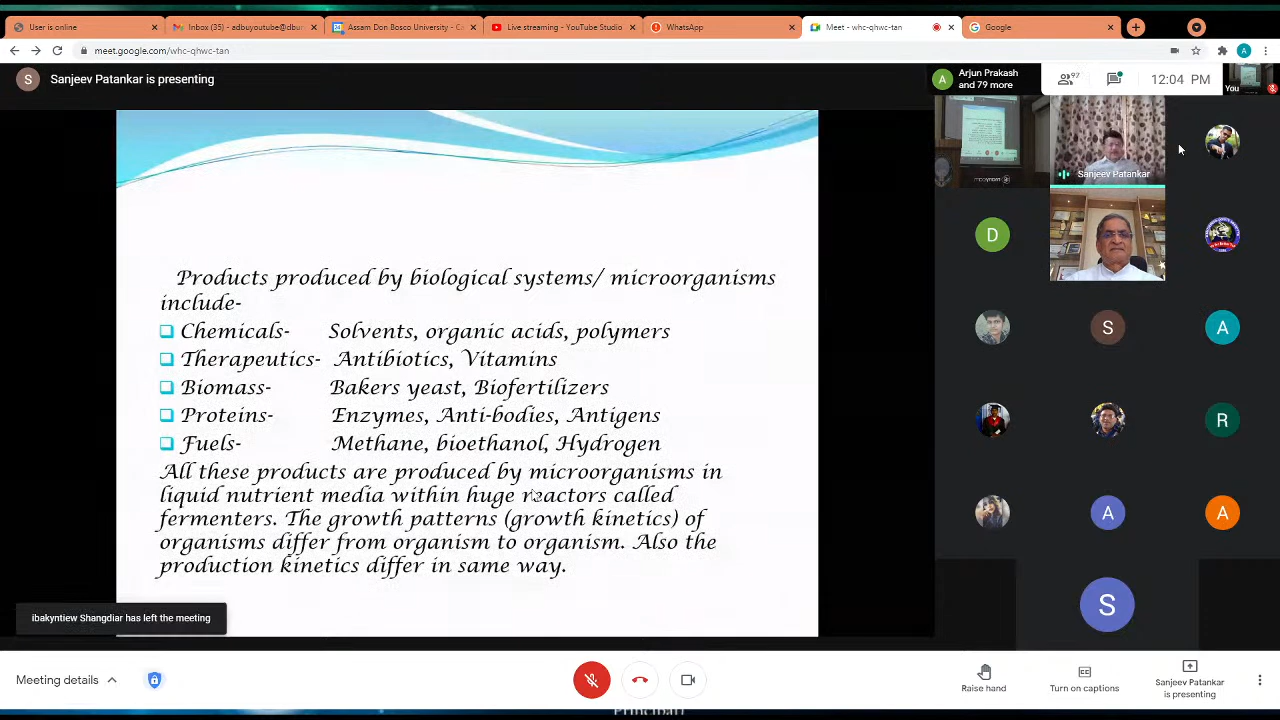 User is online
Inbox (35) - adbuyoutube@dbun
Assam Don Bosco University - Ca
Live streaming - YouTube Studio
WhatsApp
Meet - whc-qhwc-tan
Google
A
meet.google.com/whc-qhwc-tan
S Sanjeev Patankar is presenting
A Arjun Prakash
and 79 more
97
12:04 PM
You
Sanjeev Patankar
D
S
A
R
A
A
S
Products produced by biological systems/ microorganisms
include-
Chemicals- Solvents, organic acids, polymers
Therapeutics- Antibiotics, Vitamins
Biomass- Bakers yeast, Biofertilizers
Proteins- Enzymes, Anti-bodies, Antigens
Fuels- Methane, bioethanol, Hydrogen
All these products are produced by microorganisms in
liquid nutrient media within huge reactors called
fermenters. The growth patterns (growth kinetics) of
organisms differ from organism to organism. Also the
production kinetics differ in same way.
ibakyntiew Shangdiar has left the meeting
Meeting details
Raise hand
Turn on captions
Sanjeev Patankar
is presenting